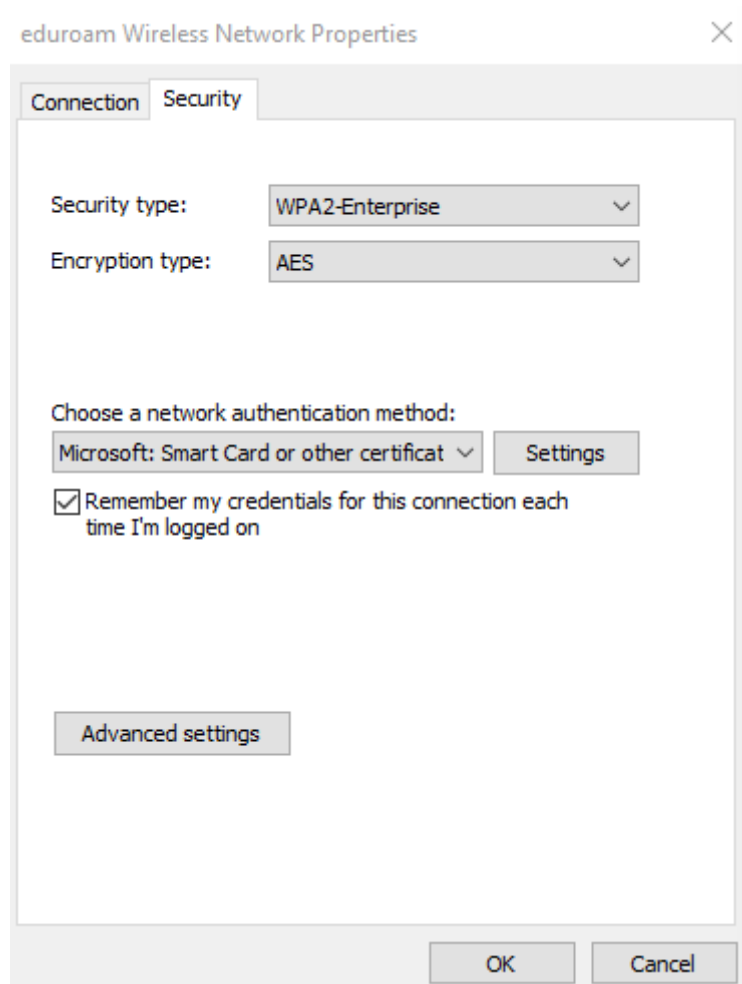 eduroam Wireless Network Properties
Connection
Security
Security type:
WPA2-Enterprise
Encryption type:
AES
Choose a network authentication method:
Microsoft: Smart Card or other certificat
Settings
Remember my credentials for this connection each
time I'm logged on
Advanced settings
OK
Cancel